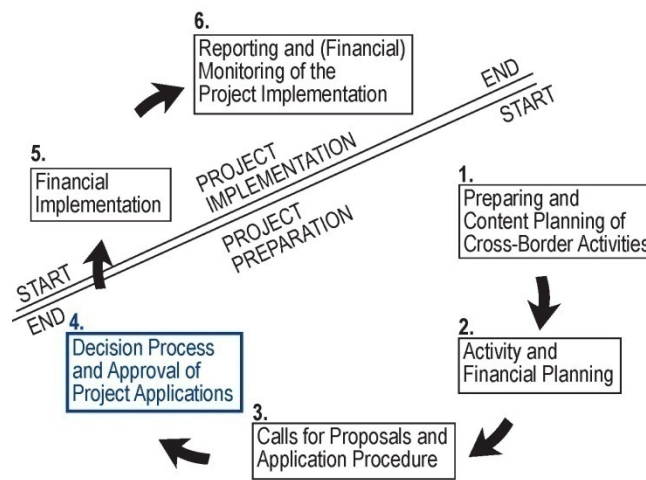 6.
Reporting and (Financial)
Monitoring of the
Project Implementation
END
START
5.
Financial
Implementation
PROJECT
IMPLEMENTATION
PROJECT
PREPARATION
1.
Preparing and
Content Planning of
Cross-Border Activities
START
END
4.
Decision Process
and Approval of
Project Applications
2.
Activity and
Financial Planning
3.
Calls for Proposals and
Application Procedure